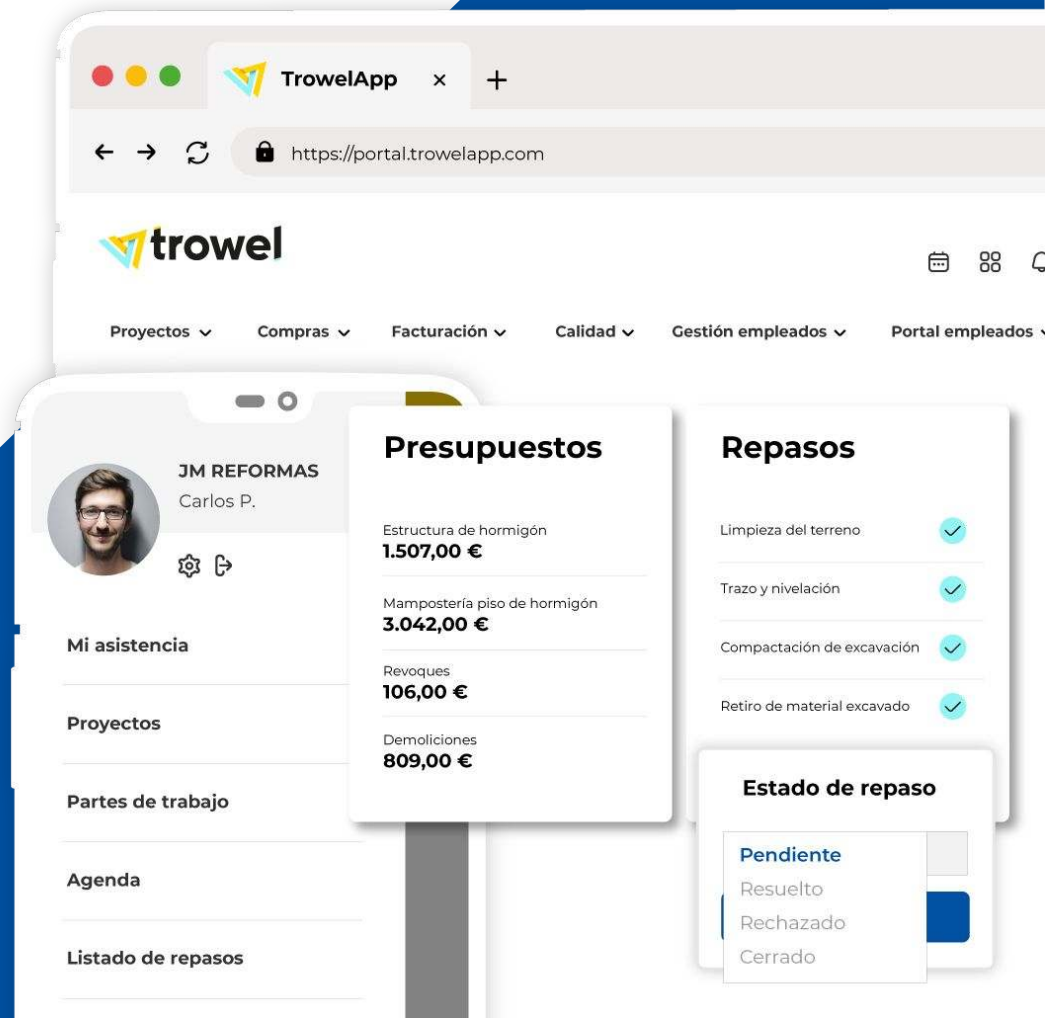 TrowelApp
https://portal.trowelapp.com
trowel
Proyectos
Compras
Facturación
Calidad
Gestión empleados
Portal empleados
JM REFORMAS
Carlos P.
Mi asistencia
Proyectos
Partes de trabajo
Agenda
Listado de repasos
Presupuestos
Estructura de hormigón
1.507,00 €
Mampostería piso de hormigón
3.042,00 €
Revoques
106,00 €
Demoliciones
809,00 €
Repasos
Limpieza del terreno
Trazo y nivelación
Compactación de excavación
Retiro de material excavado
Estado de repaso
Pendiente
Resuelto
Rechazado
Cerrado